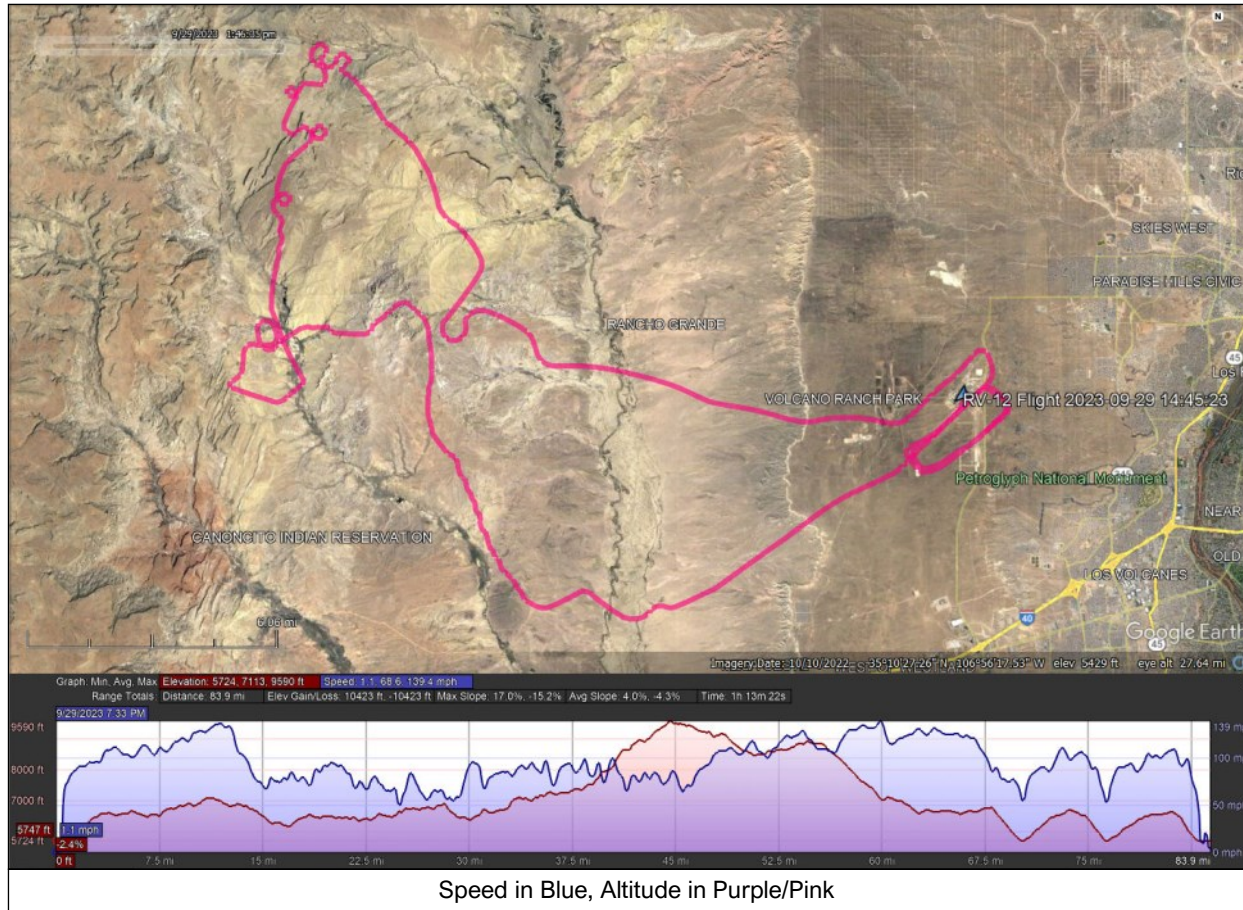 N
9/29/2023 1:46:35 pm
SKIES WEST
PARADISE HILLS CIVIC
45
RANCHO GRANDE
VOLCANO RANCH PARK
RV-12 Flight 2023-09-29 14:45:23
Petroglyph National Monument
345
NEAR
CANONCITO INDIAN RESERVATION
OLD
LOS VOLCANES
40
6.06 mi
Google Earth
45
Imagery Date: 10/10/2022 35°10'27.26" N 106°56'17.53" W elev 5429 ft eye alt 27.64 mi
Graph: Min, Avg, Max Elevation: 5724, 7113, 9590 ft Speed: 1.1, 68.6, 139.4 mph
Range Totals: Distance: 83.9 mi Elev Gain/Loss: 10423 ft, -10423 ft Max Slope: 17.0%, -15.2% Avg Slope: 4.0%, -4.3% Time: 1h 13m 22s
9/29/2023 7:33 PM
9590 ft
139 mph
8000 ft
100 mph
7000 ft
50 mph
5747 ft 1.1 mph
5724 ft
-2.4%
0 mph
0 ft 7.5 mi 15 mi 22.5 mi 30 mi 37.5 mi 45 mi 52.5 mi 60 mi 67.5 mi 75 mi 83.9 mi
Speed in Blue, Altitude in Purple/Pink